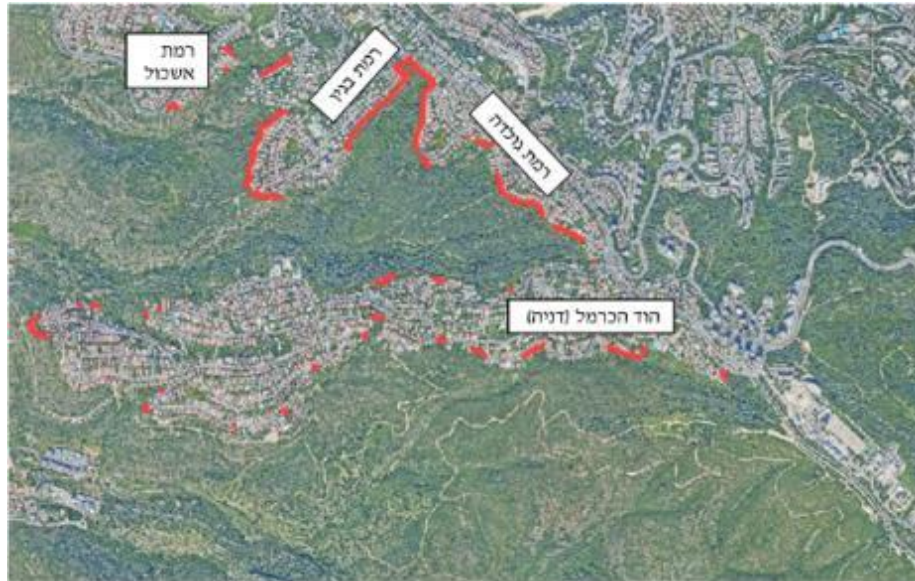 רמת
אשכול
רמת בגין
רמת גולדה
הוד הכרמל (דניה)